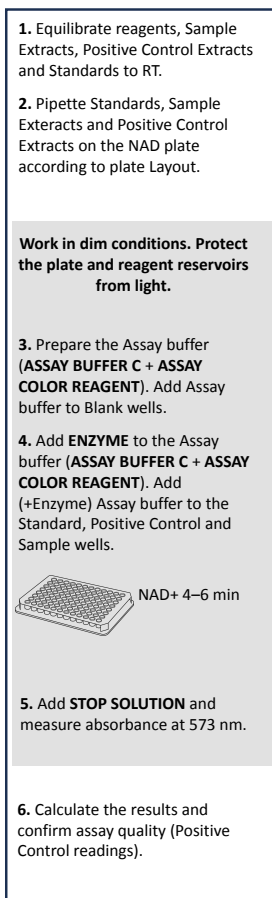 1. Equilibrate reagents, Sample
Extracts, Positive Control Extracts
and Standards to RT.
2. Pipette Standards, Sample
Exteracts and Positive Control
Extracts on the NAD plate
according to plate Layout.
Work in dim conditions. Protect
the plate and reagent reservoirs
from light.
3. Prepare the Assay buffer
(ASSAY BUFFER C + ASSAY
COLOR REAGENT). Add Assay
buffer to Blank wells.
4. Add ENZYME to the Assay
buffer (ASSAY BUFFER C + ASSAY
COLOR REAGENT). Add
(+Enzyme) Assay buffer to the
Standard, Positive Control and
Sample wells.
NAD+ 4–6 min
5. Add STOP SOLUTION and
measure absorbance at 573 nm.
6. Calculate the results and
confirm assay quality (Positive
Control readings).